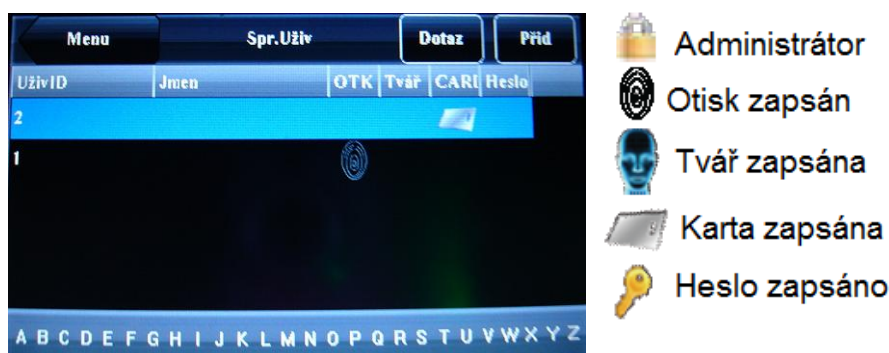 Menu Spr.Uživ Dotaz Přid
UživID Jmen OTK Tvář CARD Heslo
2
1
A B C D E F G H I J K L M N O P Q R S T U V W X Y Z
Administrátor
Otisk zapsán
Tvář zapsána
Karta zapsána
Heslo zapsáno